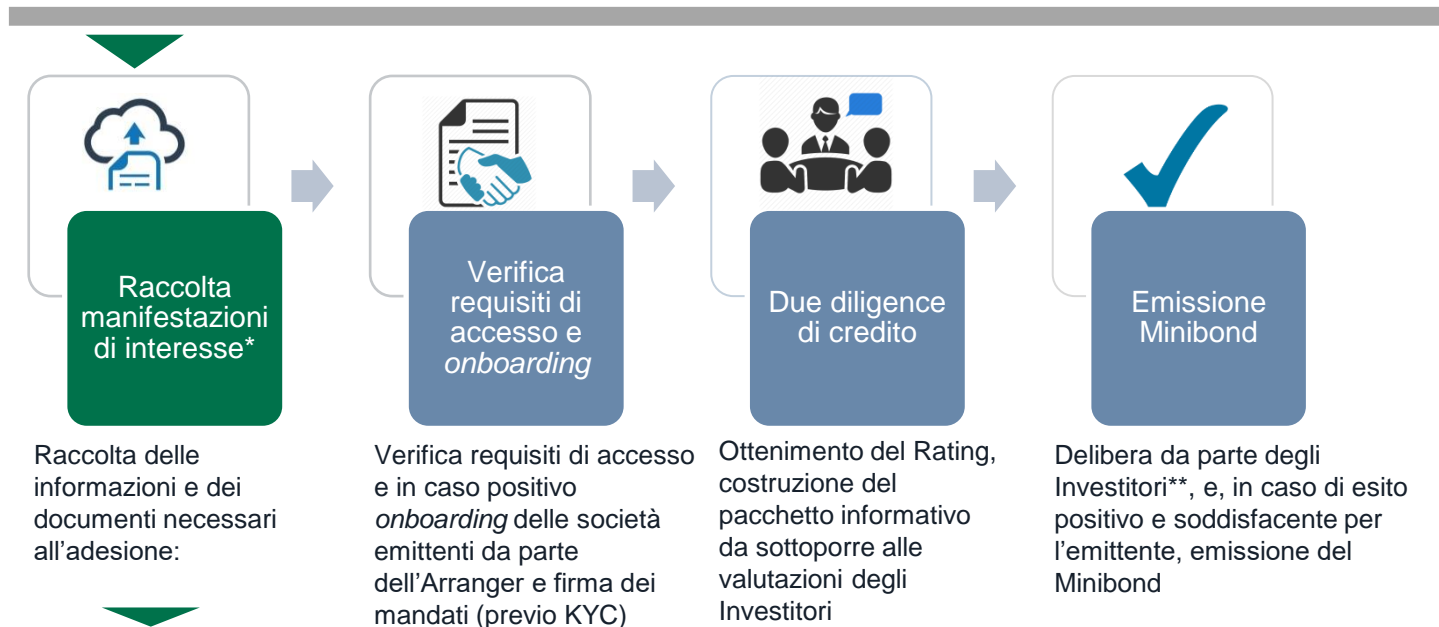 Raccolta
manifestazioni
di interesse*
Verifica
requisiti di
accesso e
onboarding
Due diligence
di credito
Emissione
Minibond
Raccolta delle
informazioni e dei
documenti necessari
all'adesione:
Verifica requisiti di accesso
e in caso positivo
onboarding delle società
emittenti da parte
dell'Arranger e firma dei
mandati (previo KYC)
Ottenimento del Rating,
costruzione del
pacchetto informativo
da sottoporre alle
valutazioni degli
Investitori
Delibera da parte degli
Investitori**, e, in caso di esito
positivo e soddisfacente per
l'emittente, emissione del
Minibond